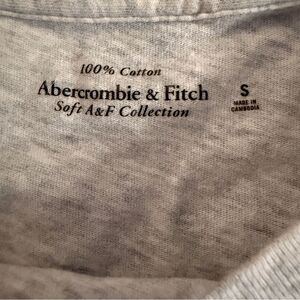 100% Cotton
Abercrombie & Fitch
Soft A&F Collection
S
MADE IN
CAMBODIA